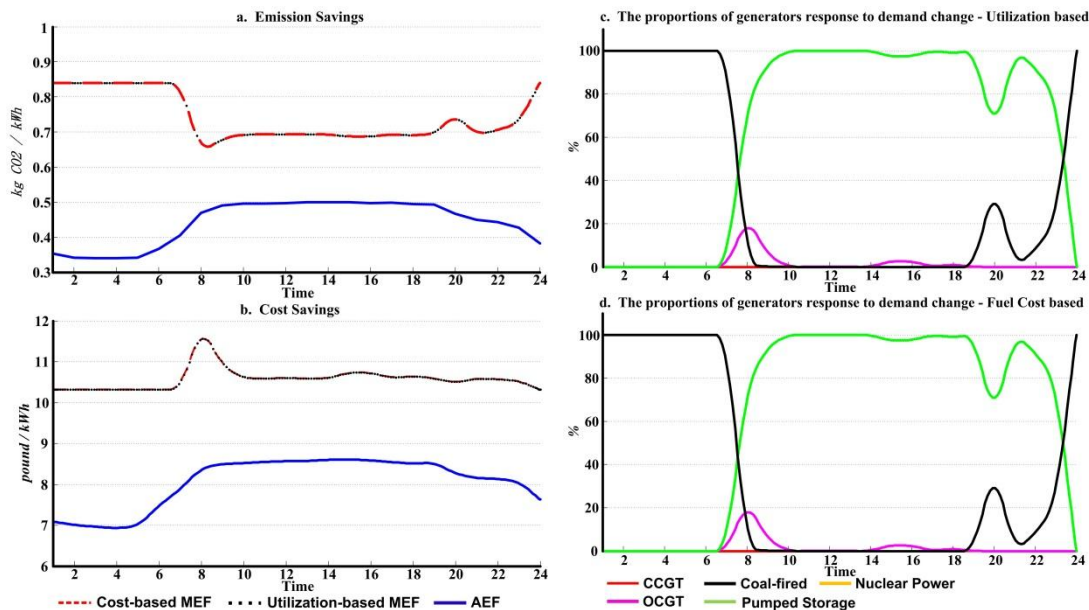 a. Emission Savings
1
0.9
0.8
0.7
0.6
0.5
0.4
0.3
kg CO2 / kWh
2 4 6 8 10 12 14 16 18 20 22 24
Time
b. Cost Savings
12
11
10
9
8
7
6
pound/kWh
2 4 6 8 10 12 14 16 18 20 22 24
Time
Cost-based MEF Utilization-based MEF AEF
c. The proportions of generators response to demand change - Utilization based
100
80
60
40
20
0
%
2 4 6 8 10 12 14 16 18 20 22 24
Time
d. The proportions of generators response to demand change - Fuel Cost based
100
80
60
40
20
0
%
2 4 6 8 10 12 14 16 18 20 22 24
Time
CCGT Coal-fired Nuclear Power
OCGT Pumped Storage